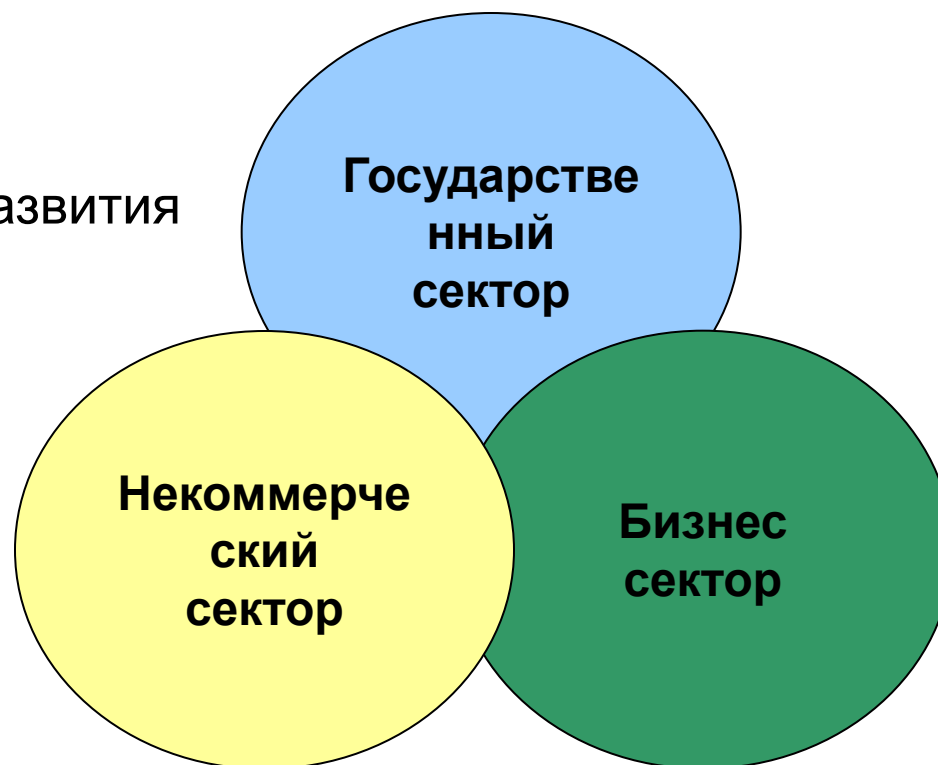 Государстве
нный
сектор
азвития
Некоммерче
ский
сектор
Бизнес
сектор